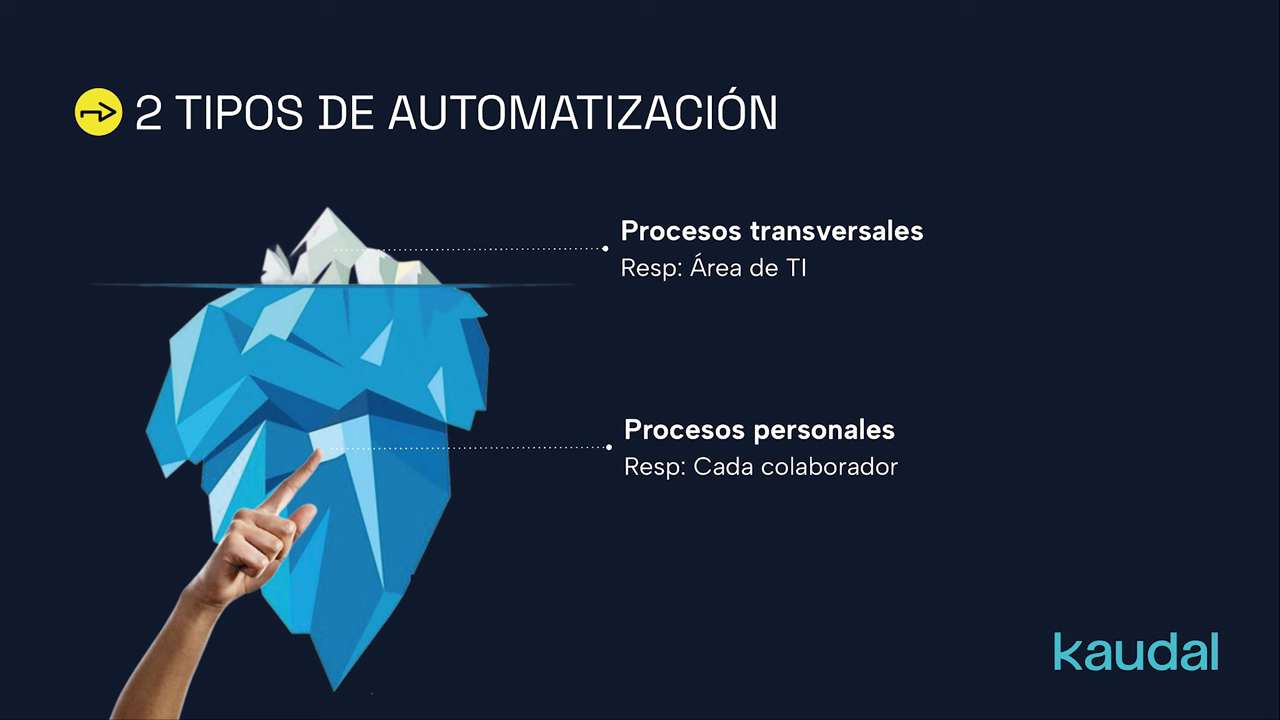 2 TIPOS DE AUTOMATIZACIÓN
Procesos transversales
Resp: Área de TI
Procesos personales
Resp: Cada colaborador
kaudal